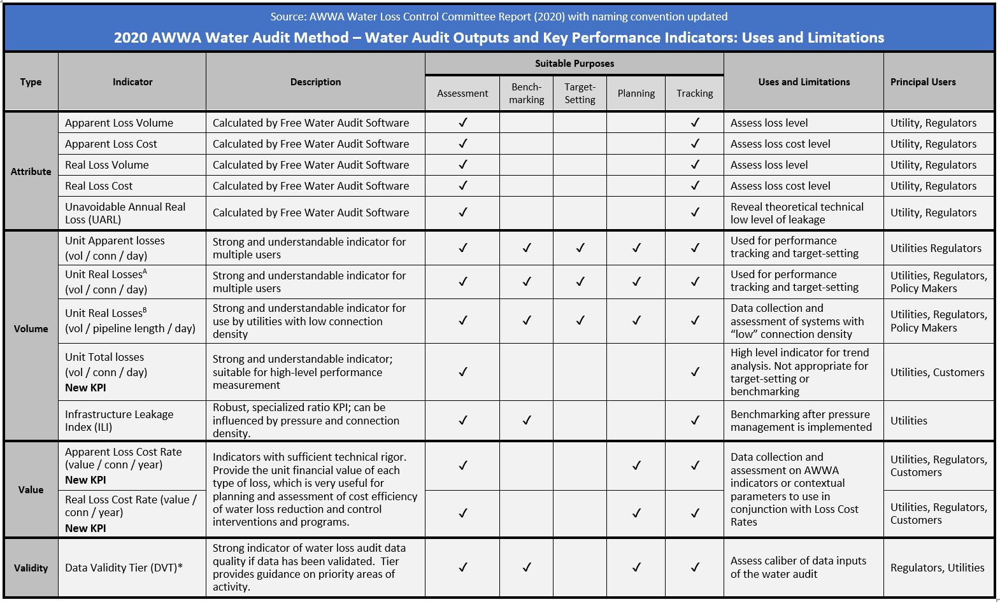 Source: AWWA Water Loss Control Committee Report (2020) with naming convention updated
2020 AWWA Water Audit Method – Water Audit Outputs and Key Performance Indicators: Uses and Limitations
Type
Indicator
Description
Suitable Purposes
Assessment
Bench-
marking
Target-
Setting
Planning
Tracking
Uses and Limitations
Principal Users
Attribute
Apparent Loss Volume
Calculated by Free Water Audit Software
✓ ✓
Assess loss level
Utility, Regulators
Apparent Loss Cost
Calculated by Free Water Audit Software
✓ ✓
Assess loss cost level
Utility, Regulators
Real Loss Volume
Calculated by Free Water Audit Software
✓ ✓
Assess loss level
Utility, Regulators
Real Loss Cost
Calculated by Free Water Audit Software
✓ ✓
Assess loss cost level
Utility, Regulators
Unavoidable Annual Real
Loss (UARL)
Calculated by Free Water Audit Software
✓ ✓
Reveal theoretical technical
low level of leakage
Utility, Regulators
Volume
Unit Apparent losses
(vol / conn / day)
Strong and understandable indicator for
multiple users
✓ ✓ ✓ ✓ ✓
Used for performance
tracking and target-setting
Utilities Regulators
Unit Real Losses^A
(vol / conn / day)
Strong and understandable indicator for
multiple users
✓ ✓ ✓ ✓ ✓
Used for performance
tracking and target-setting
Utilities, Regulators,
Policy Makers
Unit Real Losses^B
(vol / pipeline length / day)
Strong and understandable indicator for
use by utilities with low connection
density
✓ ✓ ✓ ✓ ✓
Data collection and
assessment of systems with
“low” connection density
Utilities, Regulators,
Policy Makers
Unit Total losses
(vol / conn / day)
New KPI
Strong and understandable indicator;
suitable for high-level performance
measurement
✓ ✓
High level indicator for trend
analysis. Not appropriate for
target-setting or
benchmarking
Utilities, Customers
Infrastructure Leakage
Index (ILI)
Robust, specialized ratio KPI; can be
influenced by pressure and connection
density.
✓ ✓ ✓
Benchmarking after pressure
management is implemented
Utilities
Value
Apparent Loss Cost Rate
(value / conn / year)
New KPI
Indicators with sufficient technical rigor.
Provide the unit financial value of each
type of loss, which is very useful for
planning and assessment of cost efficiency
of water loss reduction and control
interventions and programs.
✓ ✓ ✓
Data collection and
assessment on AWWA
indicators or contextual
parameters to use in
conjunction with Loss Cost
Rates
Utilities, Regulators,
Customers
Real Loss Cost Rate (value /
conn / year)
New KPI
✓ ✓ ✓
Utilities, Regulators,
Customers
Validity
Data Validity Tier (DVT)*
Strong indicator of water loss audit data
quality if data has been validated.  Tier
provides guidance on priority areas of
activity.
✓ ✓ ✓ ✓
Assess caliber of data inputs
of the water audit
Regulators, Utilities